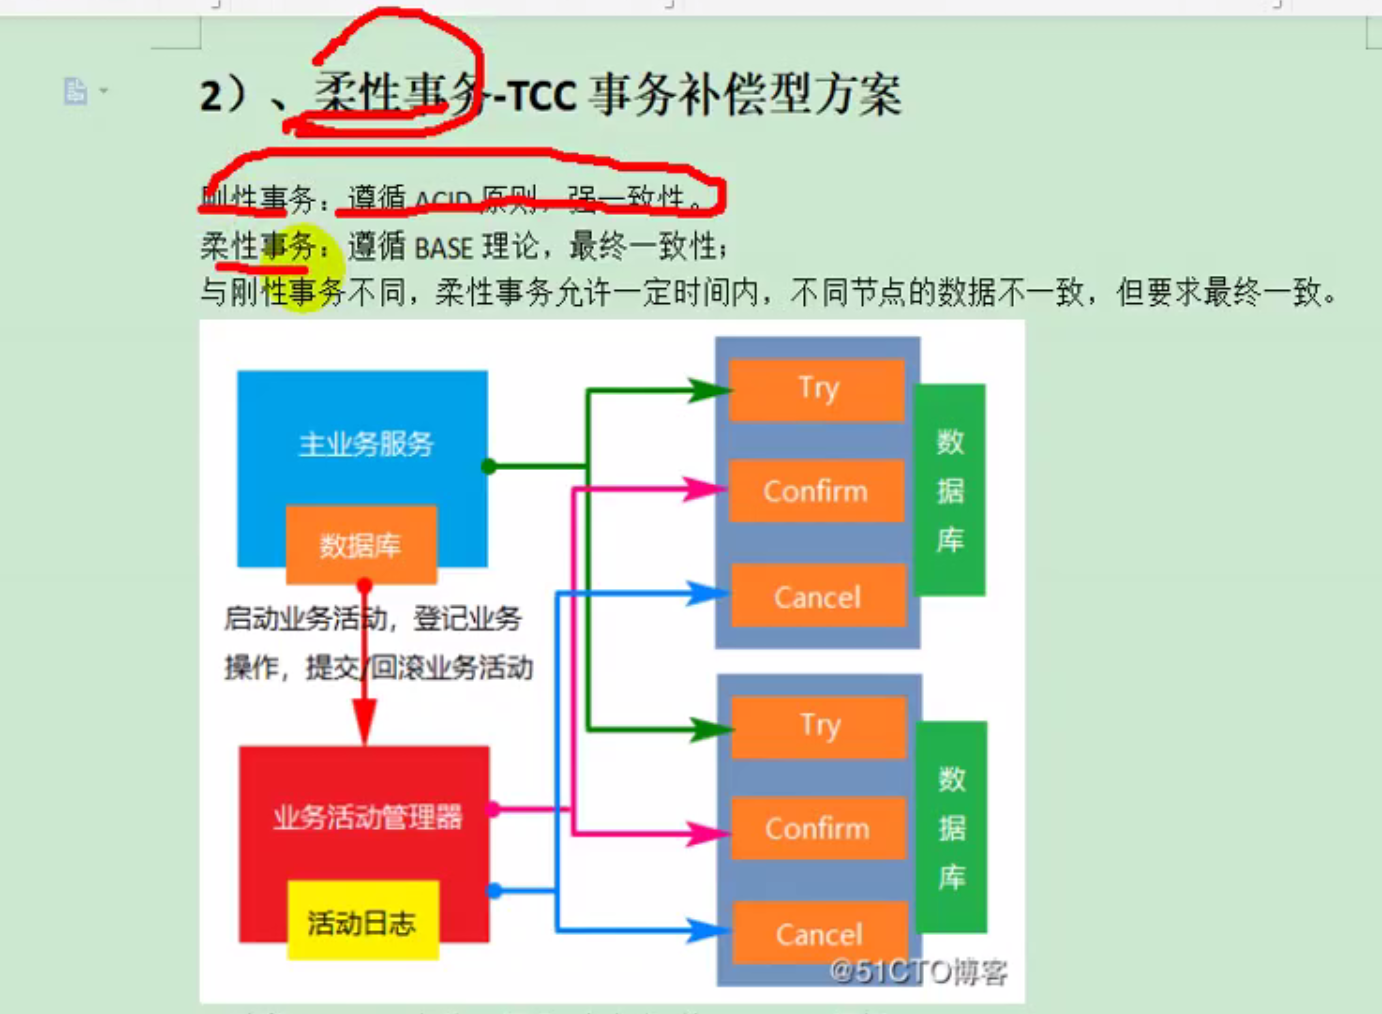 2）、柔性事务-TCC 事务补偿型方案
刚性事务：遵循 ACID 原则，强一致性。
柔性事务：遵循 BASE 理论，最终一致性；
与刚性事务不同，柔性事务允许一定时间内，不同节点的数据不一致，但要求最终一致。
主业务服务
数据库
启动业务活动，登记业务
操作，提交/回滚业务活动
业务活动管理器
活动日志
Try
Confirm
Cancel
数
据
库
Try
Confirm
Cancel
数
据
库
@51CTO博客